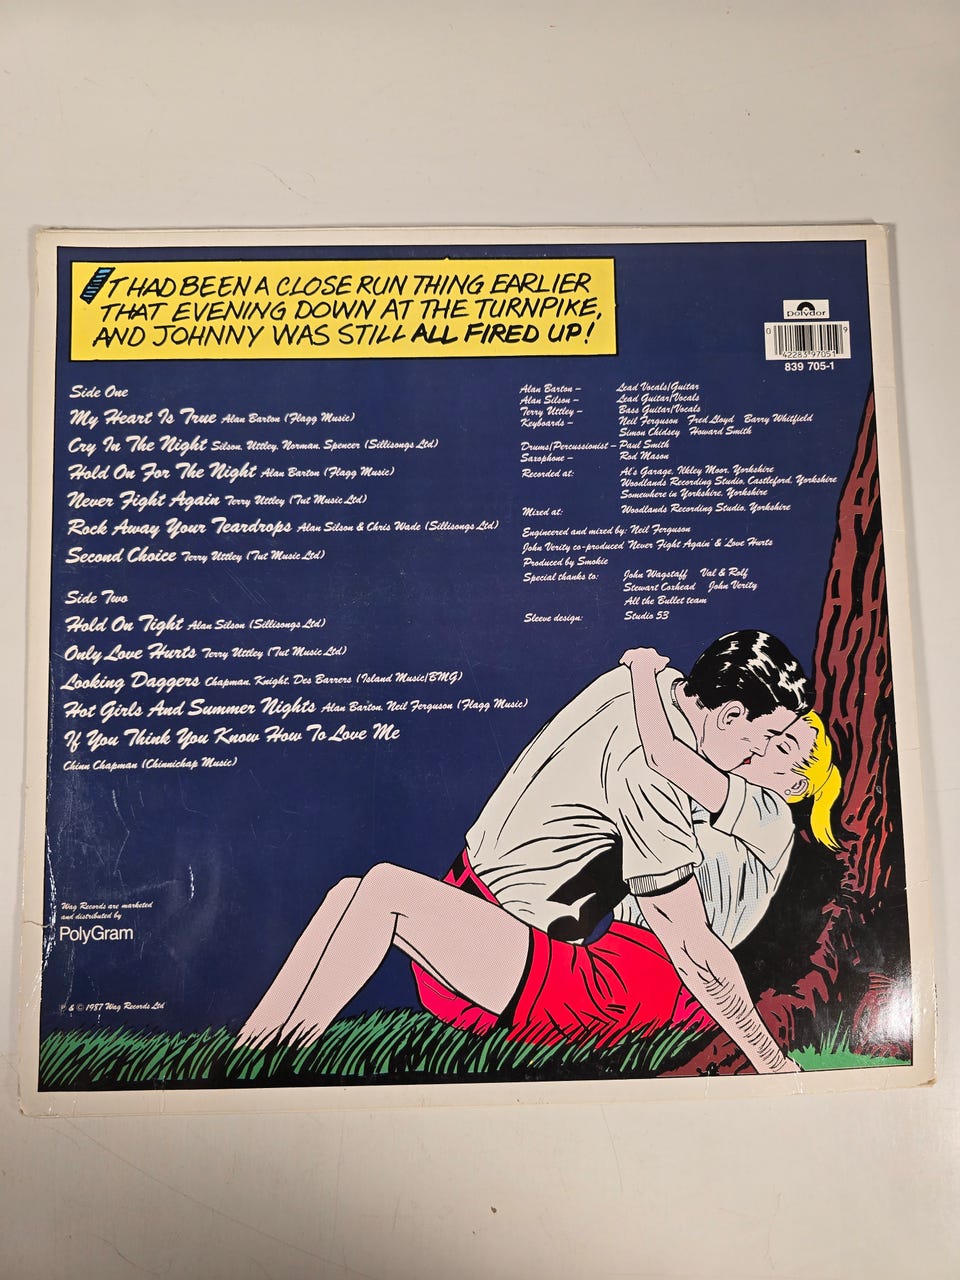 IT HAD BEEN A CLOSE RUN THING EARLIER
THAT EVENING DOWN AT THE TURNPIKE,
AND JOHNNY WAS STILL ALL FIRED UP!
polydor
0 42283 97051 9
839 705-1
Side One
My Heart Is True Alan Barton (Flagg Music)
Cry In The Night Silson, Uttley, Norman, Spencer (Sillisongs Ltd)
Hold On For The Night Alan Barton (Flagg Music)
Never Fight Again Terry Uttley (Tut Music Ltd)
Rock Away Your Teardrops Alan Silson & Chris Wade (Sillisongs Ltd)
Second Choice Terry Uttley (Tut Music Ltd)
Side Two
Hold On Tight Alan Silson (Sillisongs Ltd)
Only Love Hurts Terry Uttley (Tut Music Ltd)
Looking Daggers Chapman, Knight, Des Barrers (Island Music/BMG)
Hot Girls And Summer Nights Alan Barton Neil Ferguson (Flagg Music)
If You Think You Know How To Love Me
Chinn Chapman (Chinnichap Music)
Alan Barton – Lead Vocals/Guitar
Alan Silson – Lead Guitar/Vocals
Terry Uttley – Bass Guitar/Vocals
Keyboards – Neil Ferguson Fred Lloyd Barry Whitfield
Simon Chidsey Howard Smith
Drums/Percussionist – Paul Smith
Saxophone – Rod Mason
Recorded at: Al's Garage, Ilkley Moor, Yorkshire
Woodlands Recording Studio, Castleford, Yorkshire
Somewhere in Yorkshire, Yorkshire
Mixed at: Woodlands Recording Studio, Yorkshire
Engineered and mixed by: Neil Ferguson
John Verity co-produced 'Never Fight Again' & Love Hurts
Produced by Smokie
Special thanks to: John Wagstaff Val & Rolf
Stewart Coxhead John Verity
All the Bullet team
Sleeve design: Studio 53
Wag Records are marketed
and distributed by
PolyGram
℗ & © 1987 Wag Records Ltd